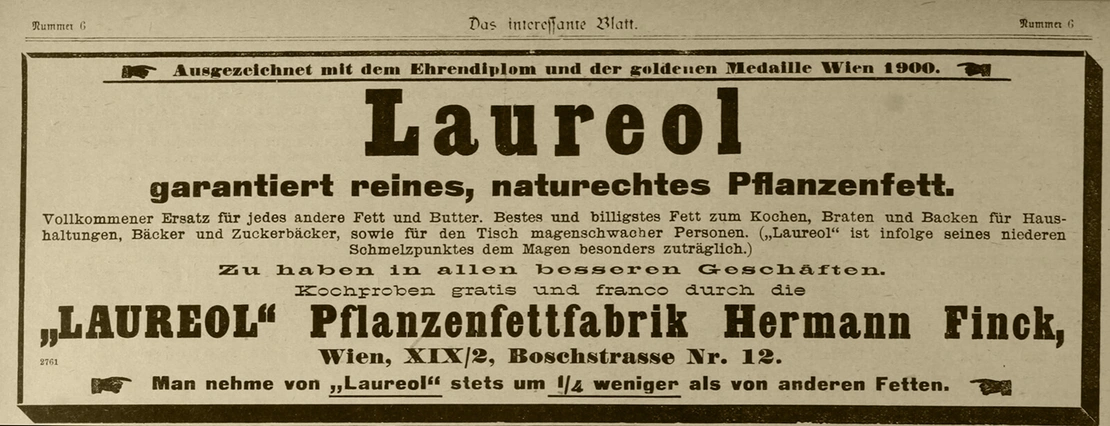 Nummer 6 Das interessante Blatt. Nummer 6
Ausgezeichnet mit dem Ehrendiplom und der goldenen Medaille Wien 1900.
Laureol
garantiert reines, naturechtes Pflanzenfett.
Vollkommener Ersatz für jedes andere Fett und Butter. Bestes und billigstes Fett zum Kochen, Braten und Backen für Haus-
haltungen, Bäcker und Zuckerbäcker, sowie für den Tisch magenschwacher Personen. („Laureol“ ist infolge seines niederen
Schmelzpunktes dem Magen besonders zuträglich.)
Zu haben in allen besseren Geschäften.
Kochproben gratis und franco durch die
„LAUREOL“ Pflanzenfettfabrik Hermann Finck,
2761 Wien, XIX/2, Boschstrasse Nr. 12.
Man nehme von „Laureol“ stets um 1/4 weniger als von anderen Fetten.